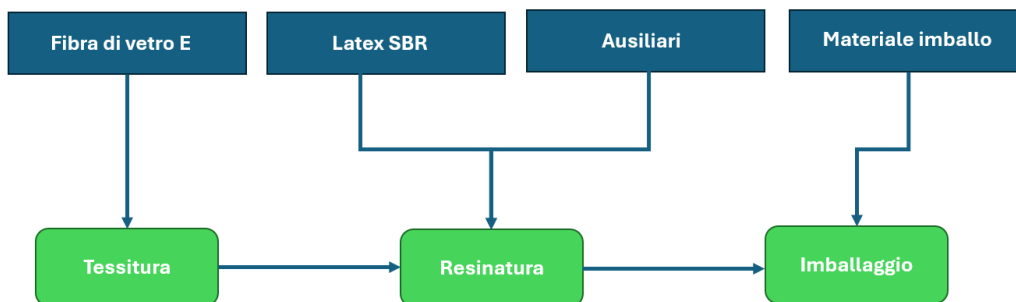 Fibra di vetro E
Latex SBR
Ausiliari
Materiale imballo
Tessitura
Resinatura
Imballaggio